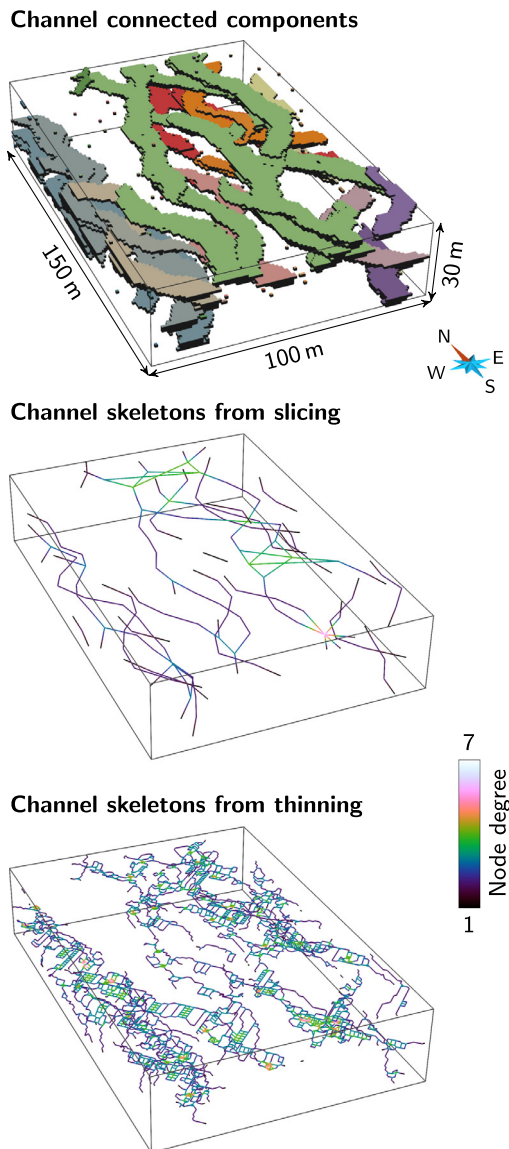 Channel connected components
150 m
100 m
30 m
N
E
W
S
Channel skeletons from slicing
7
Node degree
1
Channel skeletons from thinning